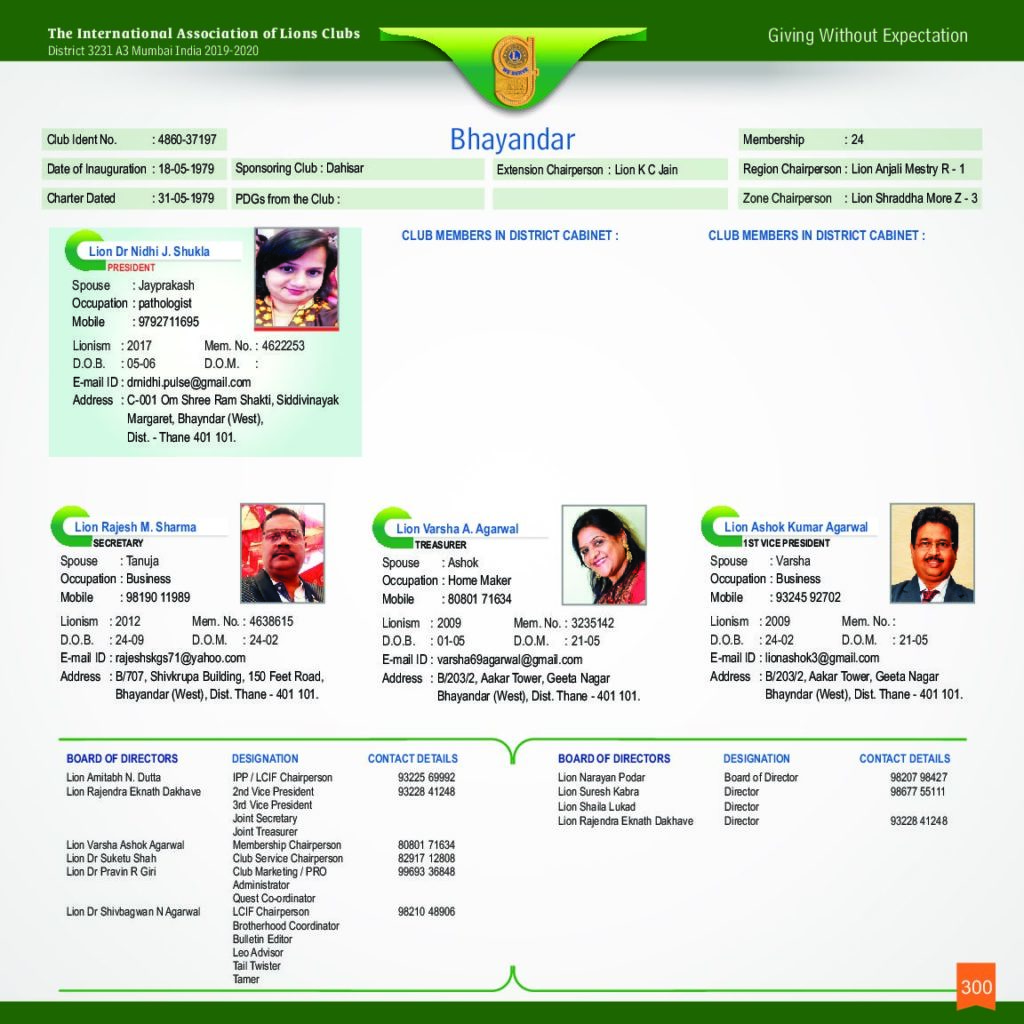 The International Association of Lions Clubs
District 3231 A3 Mumbai India 2019-2020
Giving Without Expectation
Bhayandar
Club Ident No. : 4860-37197
Membership : 24
Date of Inauguration : 18-05-1979
Sponsoring Club : Dahisar
Extension Chairperson : Lion K C Jain
Region Chairperson : Lion Anjali Mestry R - 1
Charter Dated : 31-05-1979
PDGs from the Club :
Zone Chairperson : Lion Shraddha More Z - 3
Lion Dr Nidhi J. Shukla
PRESIDENT
Spouse : Jayprakash
Occupation : pathologist
Mobile : 9792711695
Lionism : 2017 Mem. No. : 4622253
D.O.B. : 05-06 D.O.M. :
E-mail ID : drnidhi.pulse@gmail.com
Address : C-001 Om Shree Ram Shakti, Siddivinayak
Margaret, Bhayndar (West),
Dist. - Thane 401 101.
CLUB MEMBERS IN DISTRICT CABINET :
CLUB MEMBERS IN DISTRICT CABINET :
Lion Rajesh M. Sharma
SECRETARY
Spouse : Tanuja
Occupation : Business
Mobile : 98190 11989
Lionism : 2012 Mem. No. : 4638615
D.O.B. : 24-09 D.O.M. : 24-02
E-mail ID : rajeshskgs71@yahoo.com
Address : B/707, Shivkrupa Building, 150 Feet Road,
Bhayandar (West), Dist. Thane - 401 101.
Lion Varsha A. Agarwal
TREASURER
Spouse : Ashok
Occupation : Home Maker
Mobile : 80801 71634
Lionism : 2009 Mem. No. : 3235142
D.O.B. : 01-05 D.O.M. : 21-05
E-mail ID : varsha69agarwal@gmail.com
Address : B/203/2, Aakar Tower, Geeta Nagar
Bhayandar (West), Dist. Thane - 401 101.
Lion Ashok Kumar Agarwal
1ST VICE PRESIDENT
Spouse : Varsha
Occupation : Business
Mobile : 93245 92702
Lionism : 2009 Mem. No. :
D.O.B. : 24-02 D.O.M. : 21-05
E-mail ID : lionashok3@gmail.com
Address : B/203/2, Aakar Tower, Geeta Nagar
Bhayndar (West), Dist. Thane - 401 101.
BOARD OF DIRECTORS DESIGNATION CONTACT DETAILS
Lion Amitabh N. Dutta IPP / LCIF Chairperson 93225 69992
Lion Rajendra Eknath Dakhave 2nd Vice President 93228 41248
3rd Vice President
Joint Secretary
Joint Treasurer
Lion Varsha Ashok Agarwal Membership Chairperson 80801 71634
Lion Dr Suketu Shah Club Service Chairperson 82917 12808
Lion Dr Pravin R Giri Club Marketing / PRO 99693 36848
Administrator
Quest Co-ordinator
Lion Dr Shivbagwan N Agarwal LCIF Chairperson 98210 48906
Brotherhood Coordinator
Bulletin Editor
Leo Advisor
Tail Twister
Tamer
BOARD OF DIRECTORS DESIGNATION CONTACT DETAILS
Lion Narayan Podar Board of Director 98207 98427
Lion Suresh Kabra Director 98677 55111
Lion Shaila Lukad Director
Lion Rajendra Eknath Dakhave Director 93228 41248
300